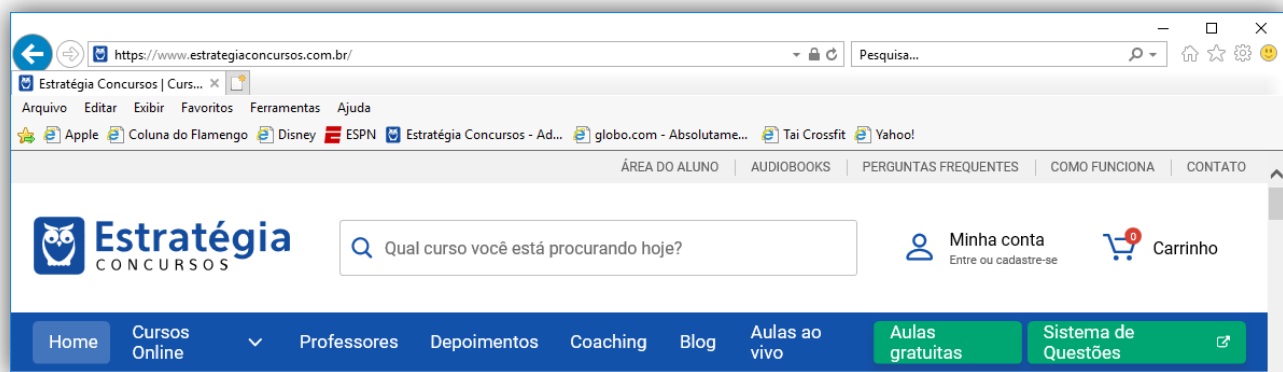 https://www.estrategiaconcursos.com.br/ Pesquisa...
Estratégia Concursos | Curs...
Arquivo Editar Exibir Favoritos Ferramentas Ajuda
Apple Coluna do Flamengo Disney ESPN Estratégia Concursos - Ad... globo.com - Absolutame... Tai Crossfit Yahoo!
ÁREA DO ALUNO | AUDIOBOOKS | PERGUNTAS FREQUENTES | COMO FUNCIONA | CONTATO
Estratégia
CONCURSOS
Qual curso você está procurando hoje?
Minha conta
Entre ou cadastre-se
0
Carrinho
Home
Cursos
Online
Professores
Depoimentos
Coaching
Blog
Aulas ao
vivo
Aulas
gratuitas
Sistema de
Questões